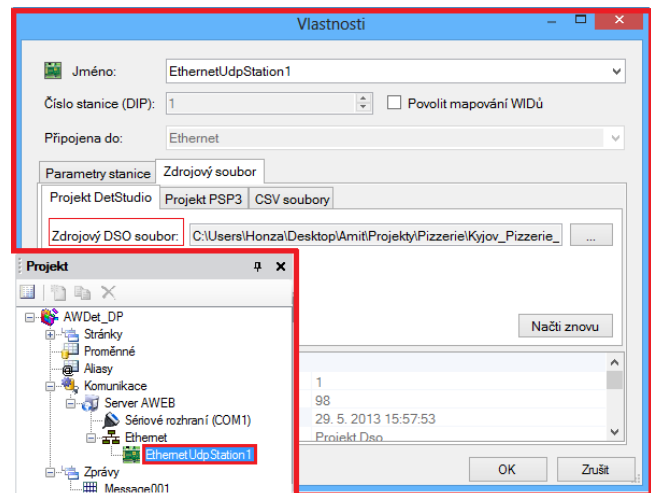 Vlastnosti
Jméno: EthernetUdpStation1
Číslo stanice (DIP): 1 Povolit mapování WIDů
Připojena do: Ethernet
Parametry stanice Zdrojový soubor
Projekt DetStudio Projekt PSP3 CSV soubory
Zdrojový DSO soubor: C:\Users\Honza\Desktop\Amit\Projekty\Pizzerie\Kyjov_Pizzerie_ ...
Načti znovu
1
98
29. 5. 2013 15:57:53
Projekt Dso
OK Zrušit
Projekt
AWDet_DP
Stránky
Proměnné
Aliasy
Komunikace
Server AWEB
Sériové rozhraní (COM1)
Ethernet
EthernetUdpStation1
Zprávy
Message001